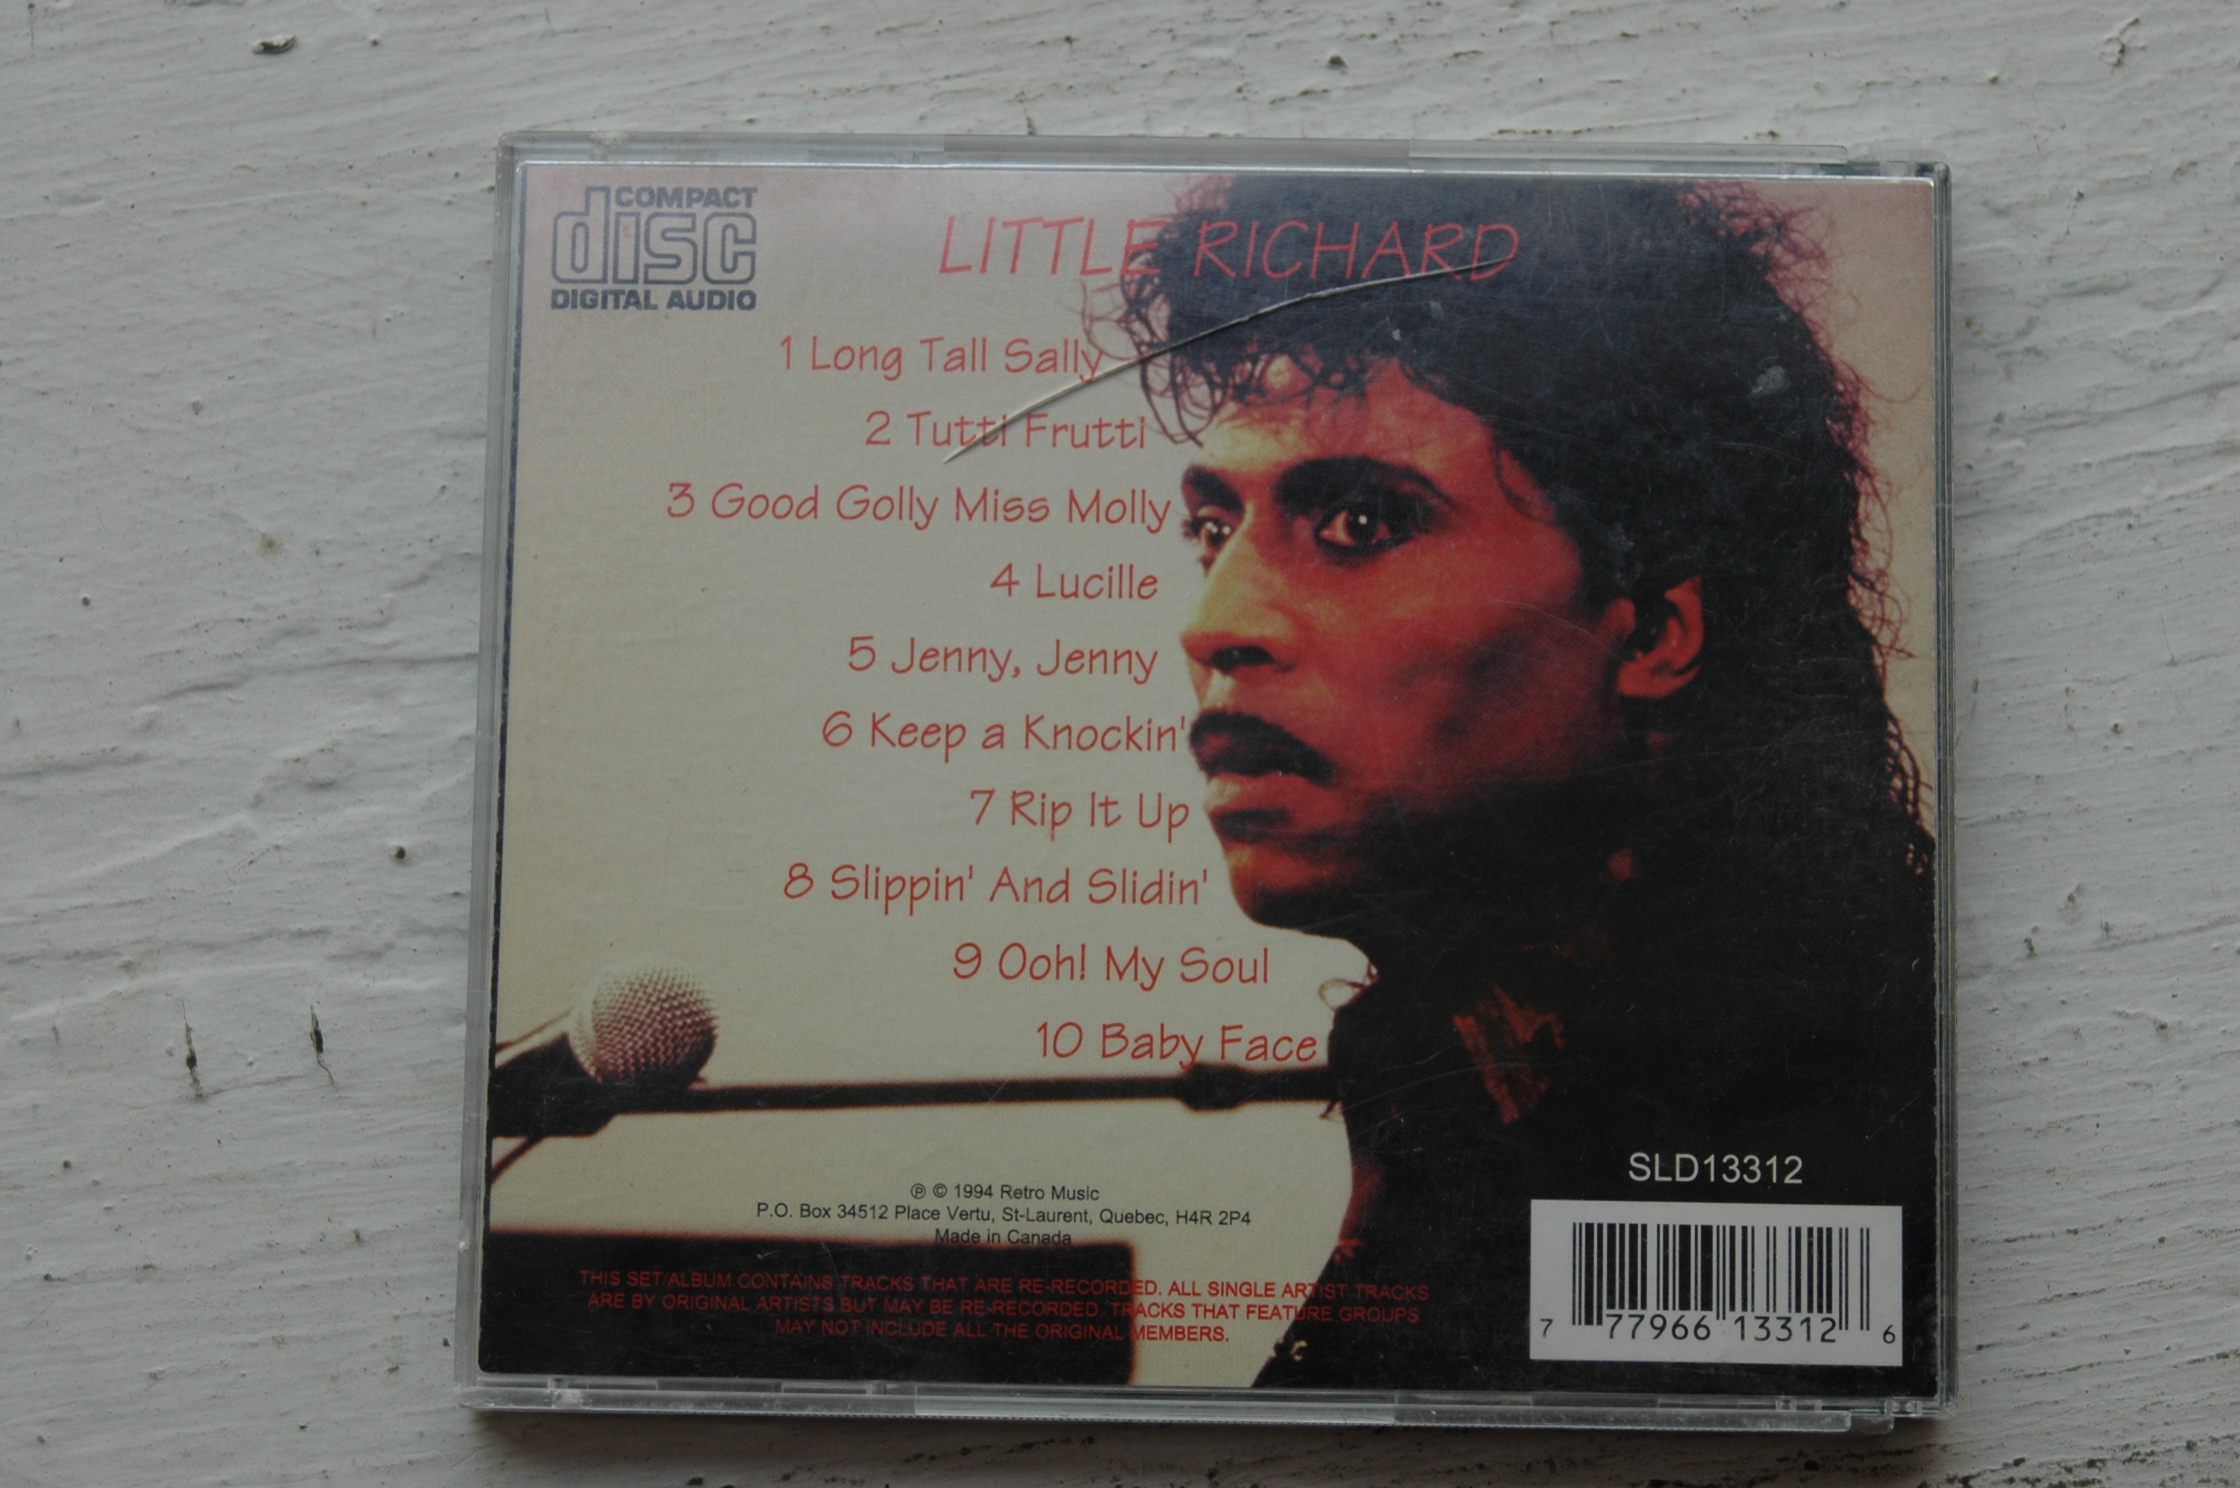 COMPACT
disc
DIGITAL AUDIO
LITTLE RICHARD
1 Long Tall Sally
2 Tutti Frutti
3 Good Golly Miss Molly
4 Lucille
5 Jenny, Jenny
6 Keep a Knockin'
7 Rip It Up
8 Slippin' And Slidin'
9 Ooh! My Soul
10 Baby Face
℗ © 1994 Retro Music
P.O. Box 34512 Place Vertu, St-Laurent, Quebec, H4R 2P4
Made in Canada
THIS SET/ALBUM CONTAINS TRACKS THAT ARE RE-RECORDED. ALL SINGLE ARTIST TRACKS
ARE BY ORIGINAL ARTISTS BUT MAY BE RE-RECORDED. TRACKS THAT FEATURE GROUPS
MAY NOT INCLUDE ALL THE ORIGINAL MEMBERS.
SLD13312
7 77966 13312 6